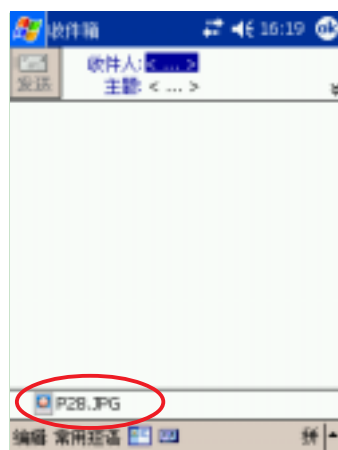 收件箱 16:19 ok
发送 收件人: < ... >
主题: < ... >
P28.JPG
编辑 常用短语 拼